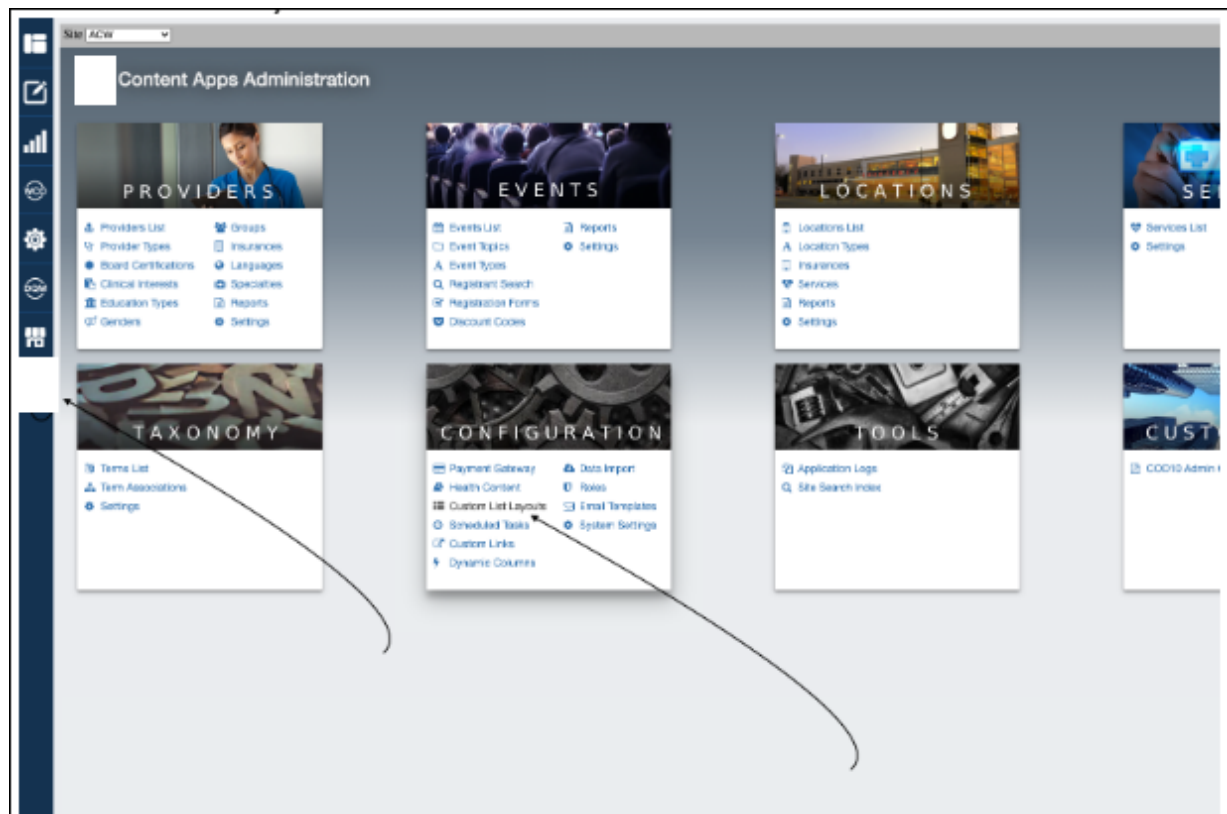 Site ACW
Content Apps Administration
PROVIDERS
Providers List
Provider Types
Board Certifications
Clinical Interests
Education Types
Genders
Groups
Insurances
Languages
Specialties
Reports
Settings
EVENTS
Events List
Event Topics
Event Types
Registrant Search
Registration Forms
Discount Codes
Reports
Settings
LOCATIONS
Locations List
Location Types
Insurances
Services
Reports
Settings
SE
Services List
Settings
TAXONOMY
Terms List
Term Associations
Settings
CONFIGURATION
Payment Gateway
Health Content
Custom List Layouts
Scheduled Tasks
Custom Links
Dynamic Columns
Data Import
Roles
Email Templates
System Settings
TOOLS
Application Logs
Site Search Index
CUST
Admin